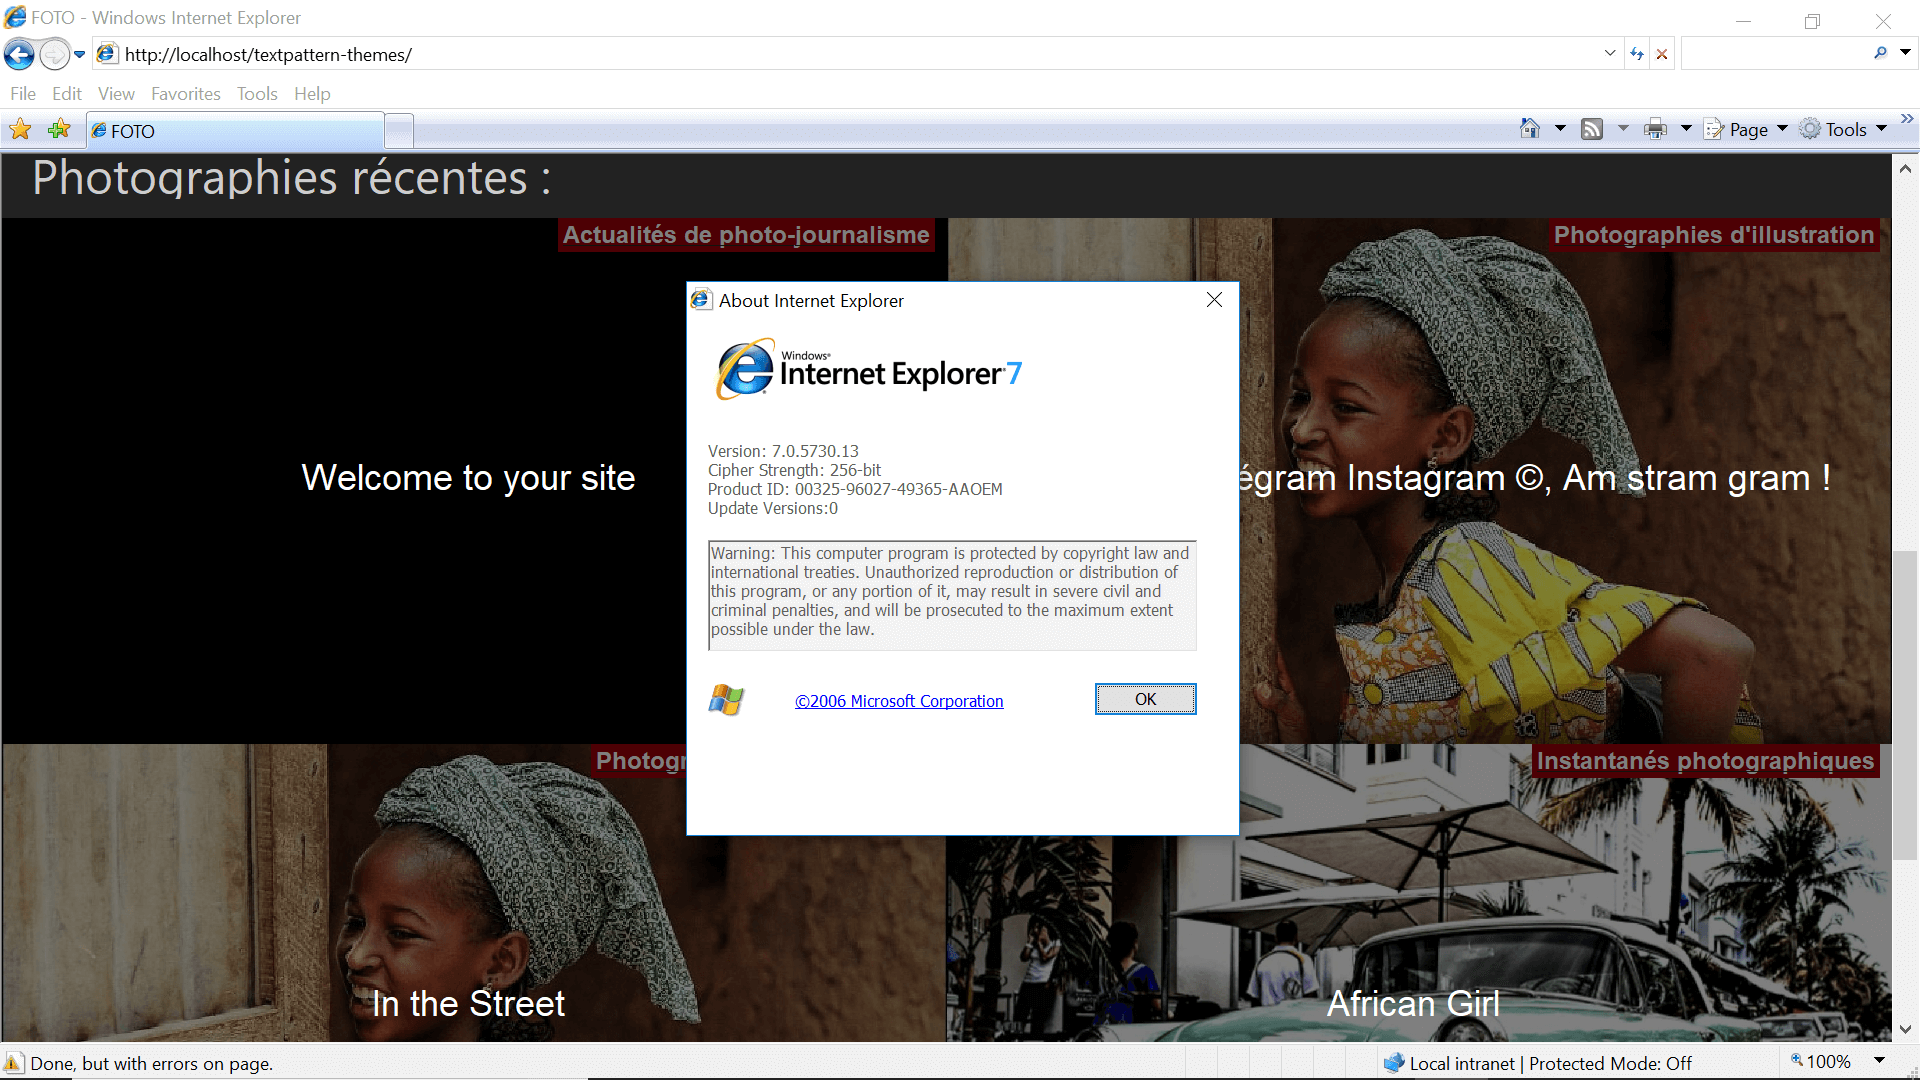 FOTO - Windows Internet Explorer
http://localhost/textpattern-themes/
File Edit View Favorites Tools Help
FOTO
Page Tools
Photographies récentes :
Actualités de photo-journalisme
Photographies d'illustration
Welcome to your site
égram Instagram ©, Am stram gram !
About Internet Explorer
Windows®
Internet Explorer®7
Version: 7.0.5730.13
Cipher Strength: 256-bit
Product ID: 00325-96027-49365-AAOEM
Update Versions:0
Warning: This computer program is protected by copyright law and
international treaties. Unauthorized reproduction or distribution of
this program, or any portion of it, may result in severe civil and
criminal penalties, and will be prosecuted to the maximum extent
possible under the law.
©2006 Microsoft Corporation
OK
Photogr
Instantanés photographiques
In the Street
African Girl
Done, but with errors on page.
Local intranet | Protected Mode: Off
100%